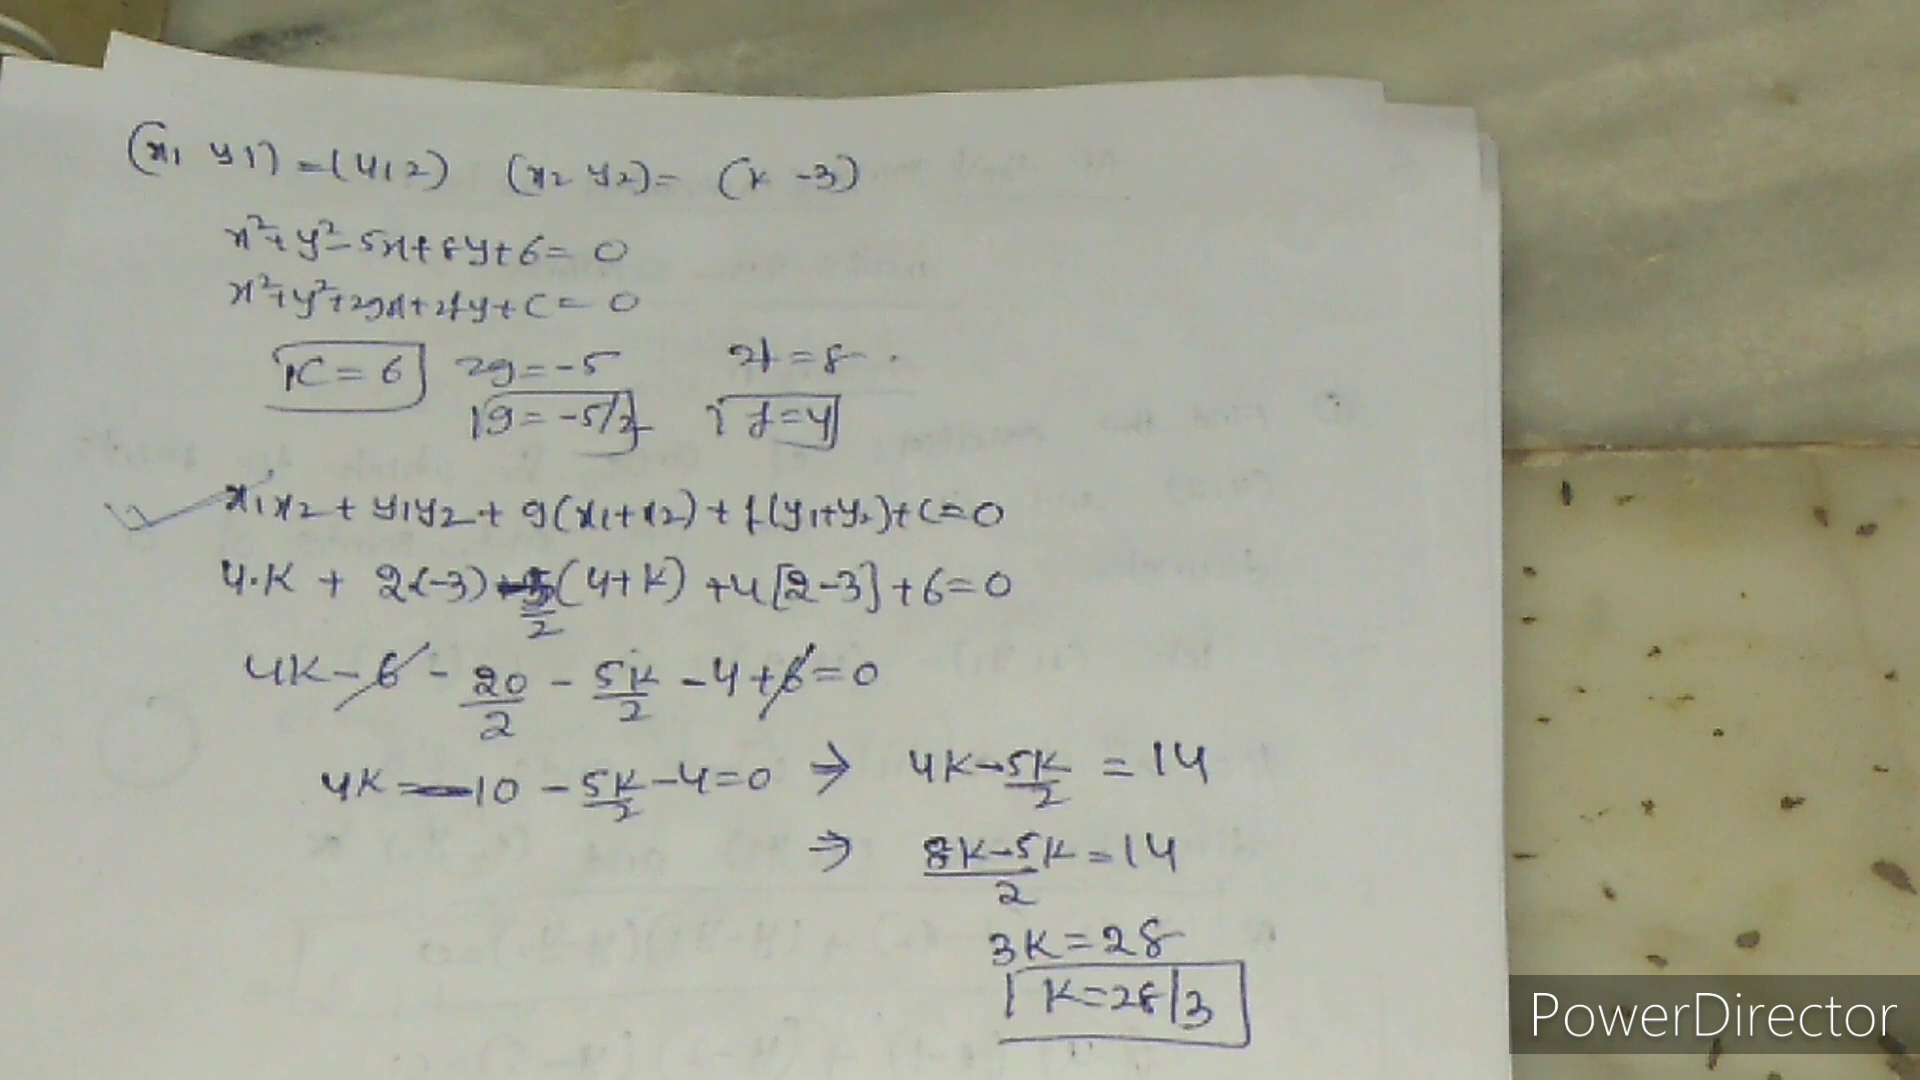 (x1 y1) = (4,2) (x2 y2) = (k -3)
x²+y²-5x+8y+6=0
x²+y²+2gx+2fy+c=0
C=6 2g=-5 2f=8
g=-5/2 f=4
x1x2+y1y2+g(x1+x2)+f(y1+y2)+c=0
4.K + 2(-3) + -5/2 (4+K) +4[2-3]+6=0
4K-6-20/2-5K/2-4+6=0
4K-10-5K/2-4=0 ⇒ 4K-5K/2=14
⇒ 8K-5K/2=14
3K=28
K=28/3
PowerDirector